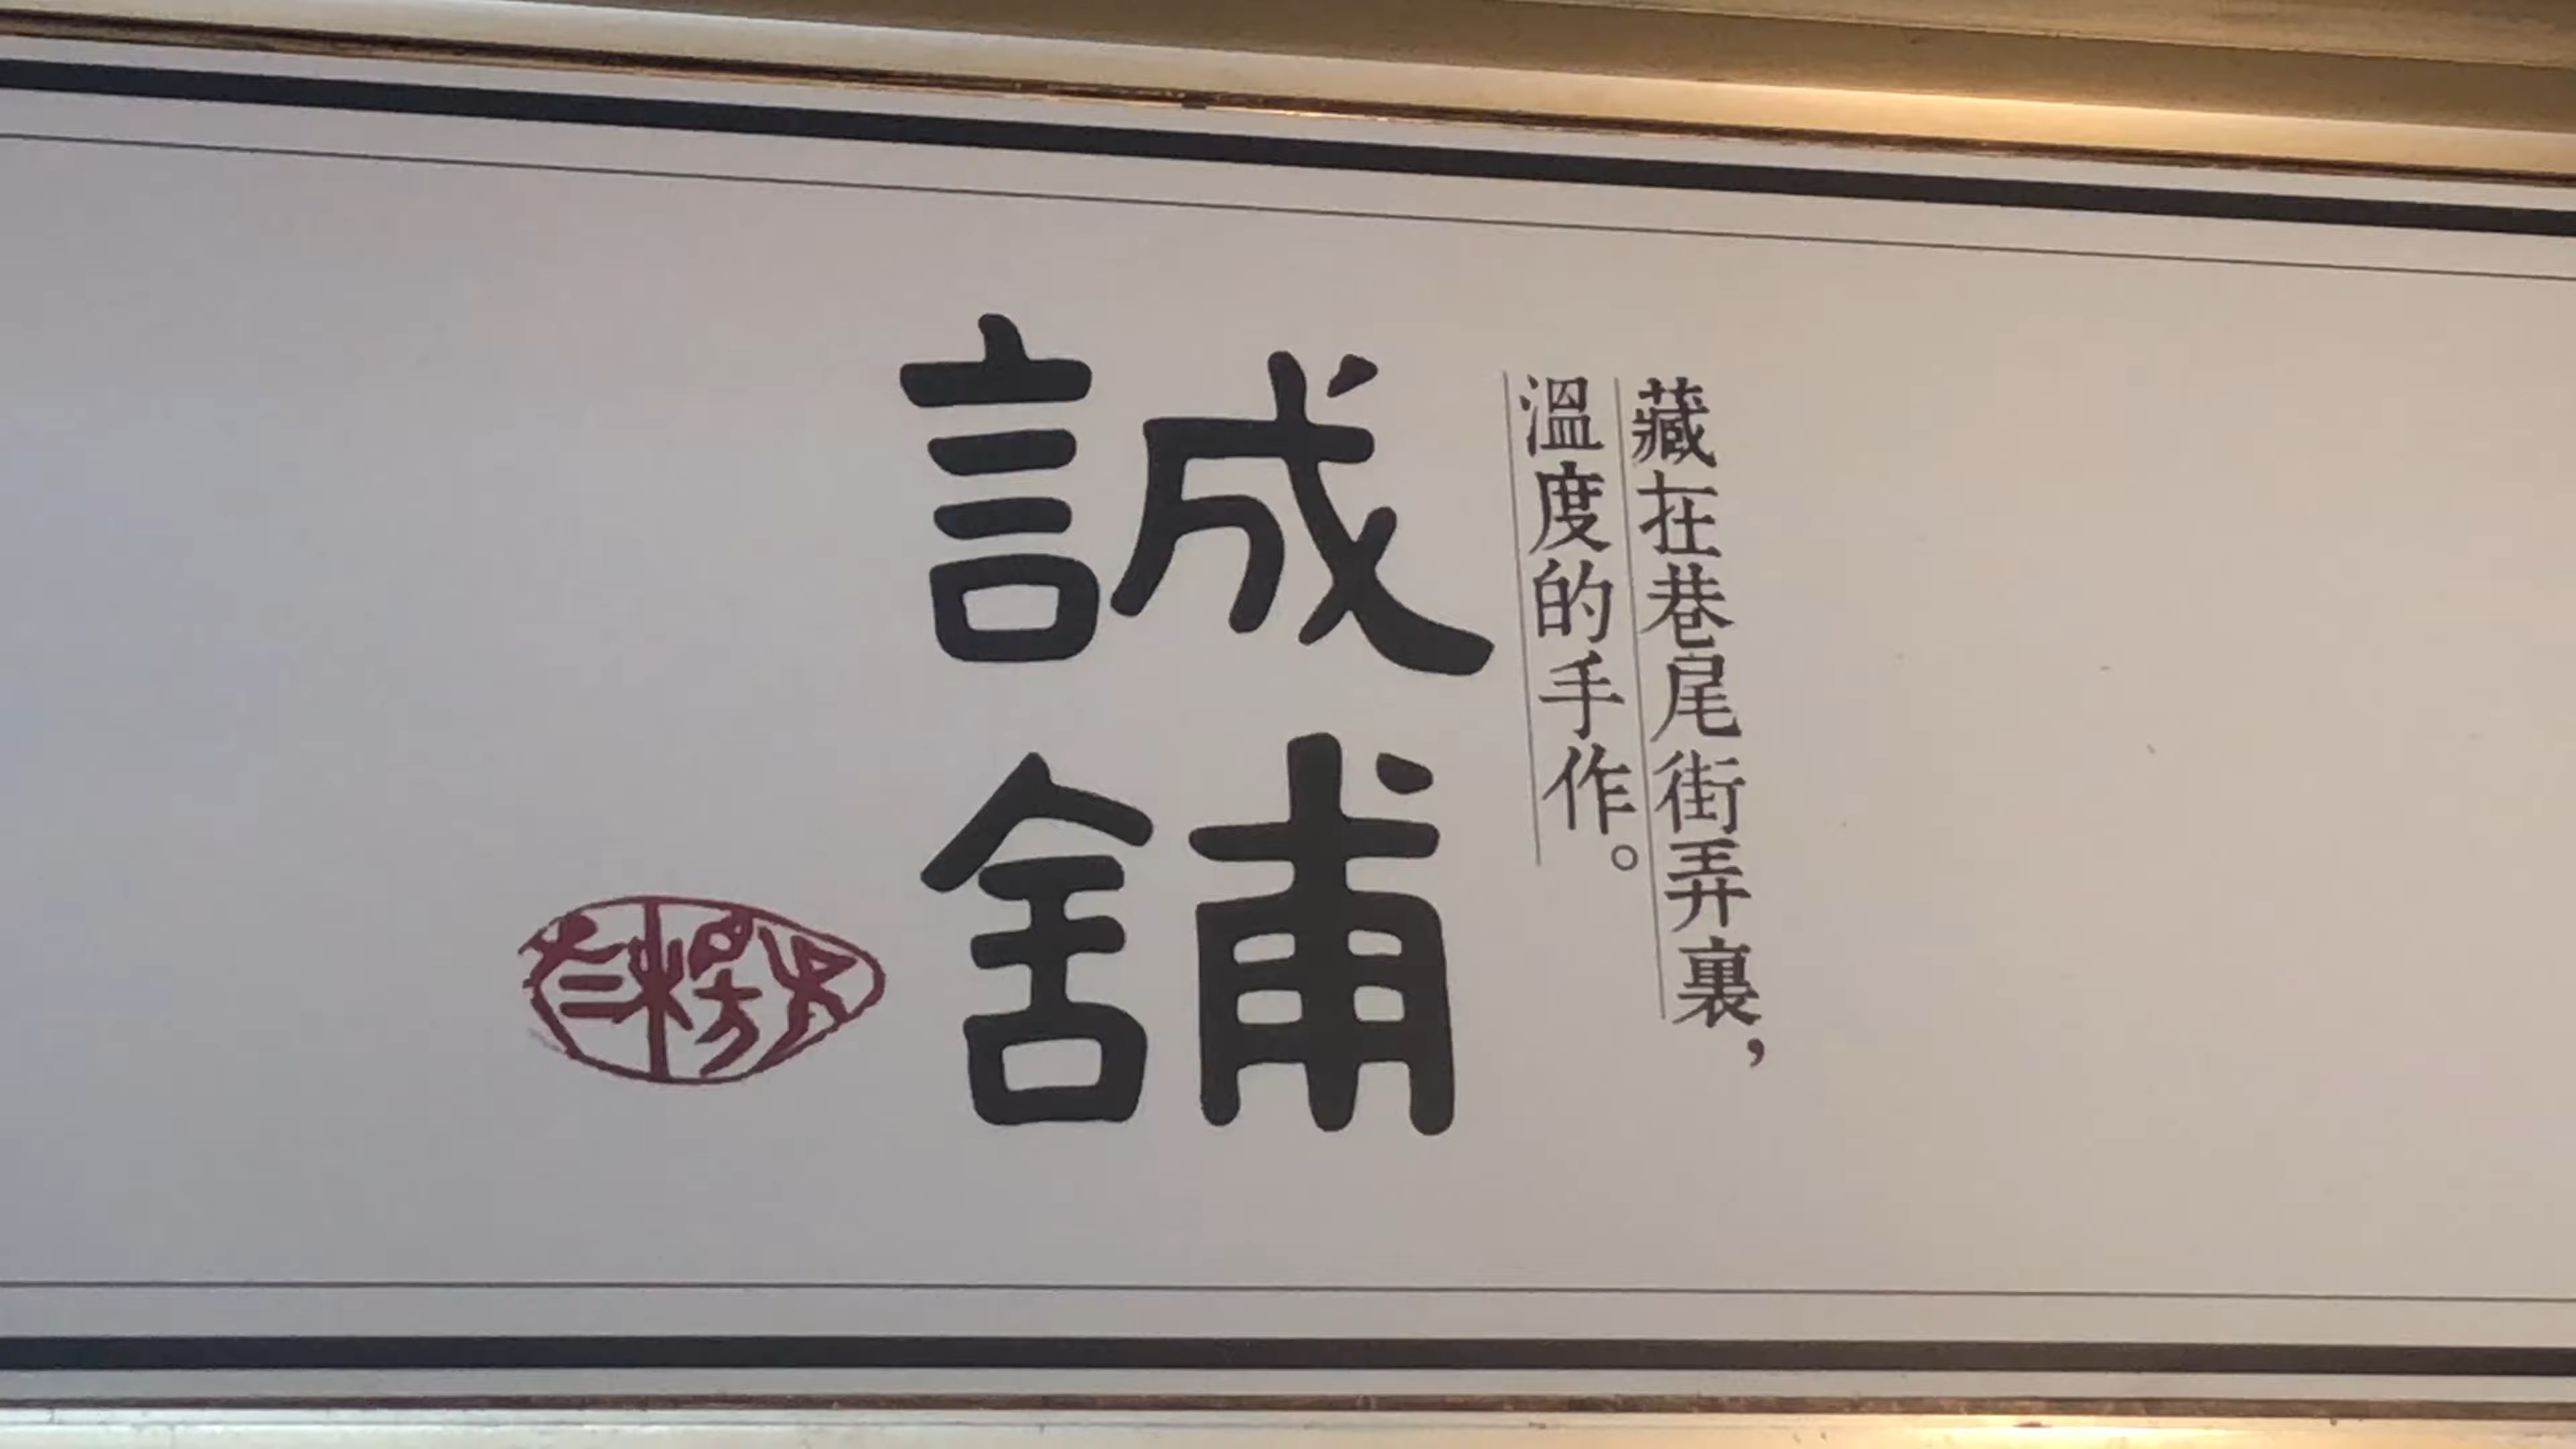 藏在巷尾街弄裏，
溫度的手作。
誠
舖